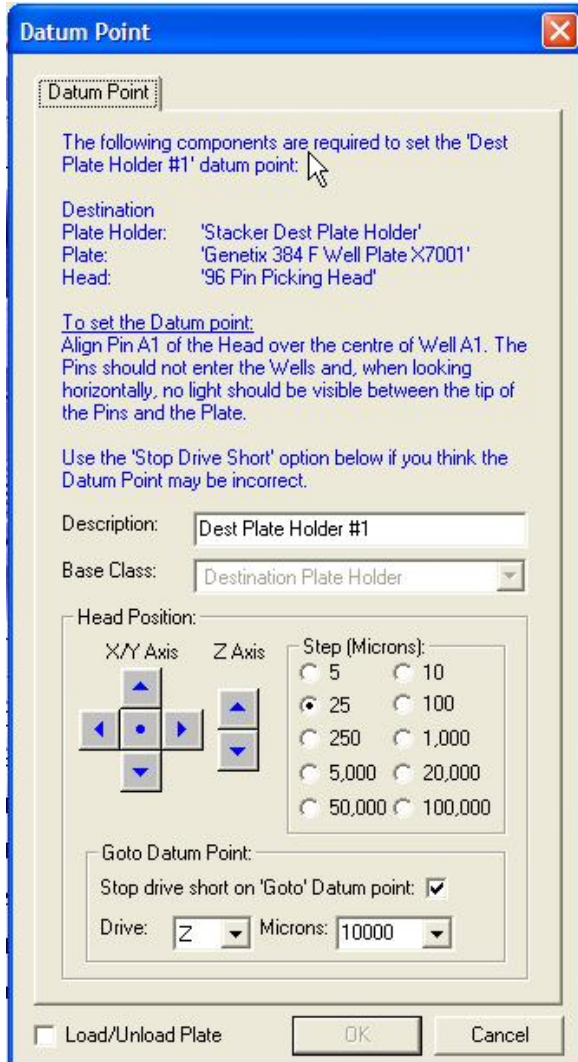 Datum Point
Datum Point
The following components are required to set the 'Dest
Plate Holder #1' datum point:
Destination
Plate Holder: 'Stacker Dest Plate Holder'
Plate: 'Genetix 384 F Well Plate X7001'
Head: '96 Pin Picking Head'
To set the Datum point:
Align Pin A1 of the Head over the centre of Well A1. The
Pins should not enter the Wells and, when looking
horizontally, no light should be visible between the tip of
the Pins and the Plate.
Use the 'Stop Drive Short' option below if you think the
Datum Point may be incorrect.
Description: Dest Plate Holder #1
Base Class: Destination Plate Holder
Head Position:
X/Y Axis Z Axis Step (Microns):
5 10
25 100
250 1,000
5,000 20,000
50,000 100,000
Goto Datum Point:
Stop drive short on 'Goto' Datum point:
Drive: Z Microns: 10000
Load/Unload Plate OK Cancel